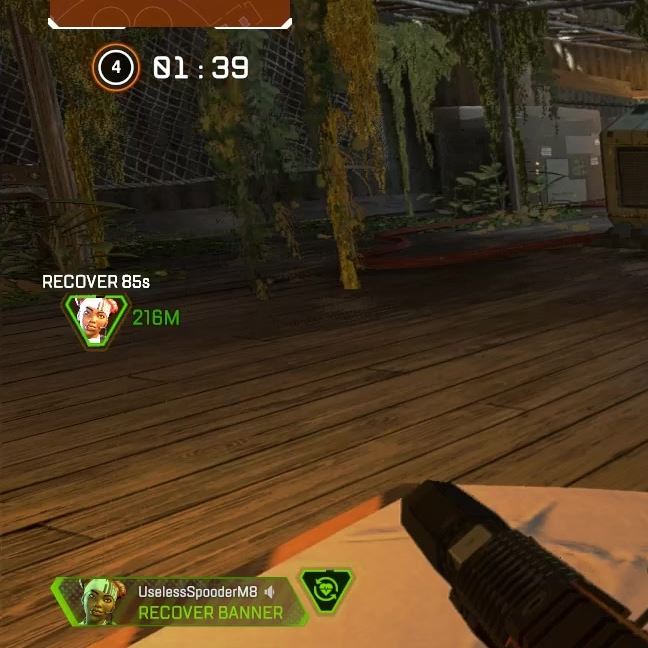 4
01:39
RECOVER 85s
216M
UselessSpooderM8
RECOVER BANNER